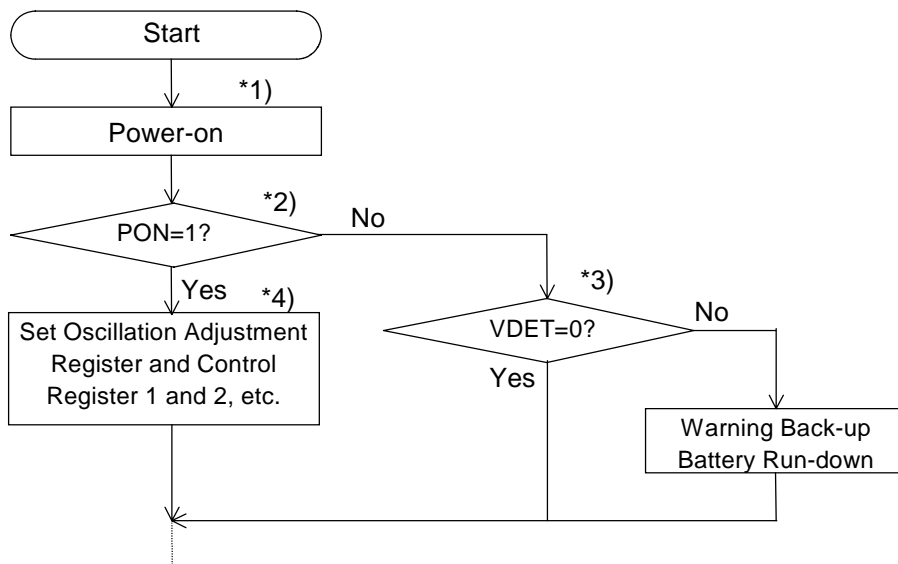 Start
*1)
Power-on
*2)
PON=1?
No
Yes
*3)
*4)
VDET=0?
No
Yes
Set Oscillation Adjustment
Register and Control
Register 1 and 2, etc.
Warning Back-up
Battery Run-down